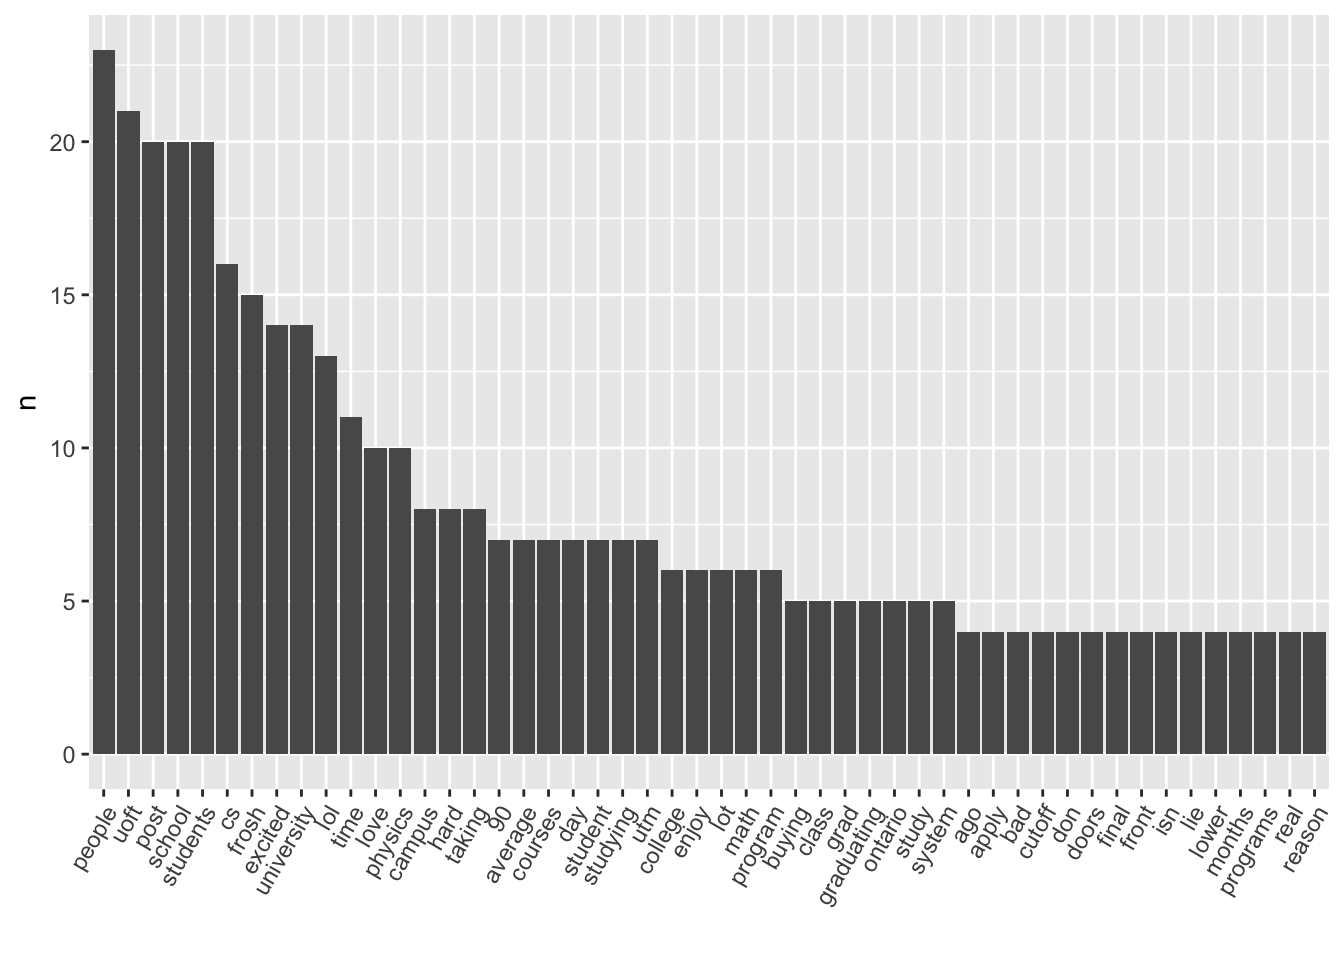 20
15
10
5
0
n
people
uoft
post
school
students
cs
frosh
excited
university
lol
time
love
physics
campus
hard
taking
90
average
courses
day
student
studying
utm
college
enjoy
lot
math
program
buying
class
grad
graduating
ontario
study
system
ago
apply
bad
cutoff
don
doors
final
front
isn
lie
lower
months
programs
real
reason